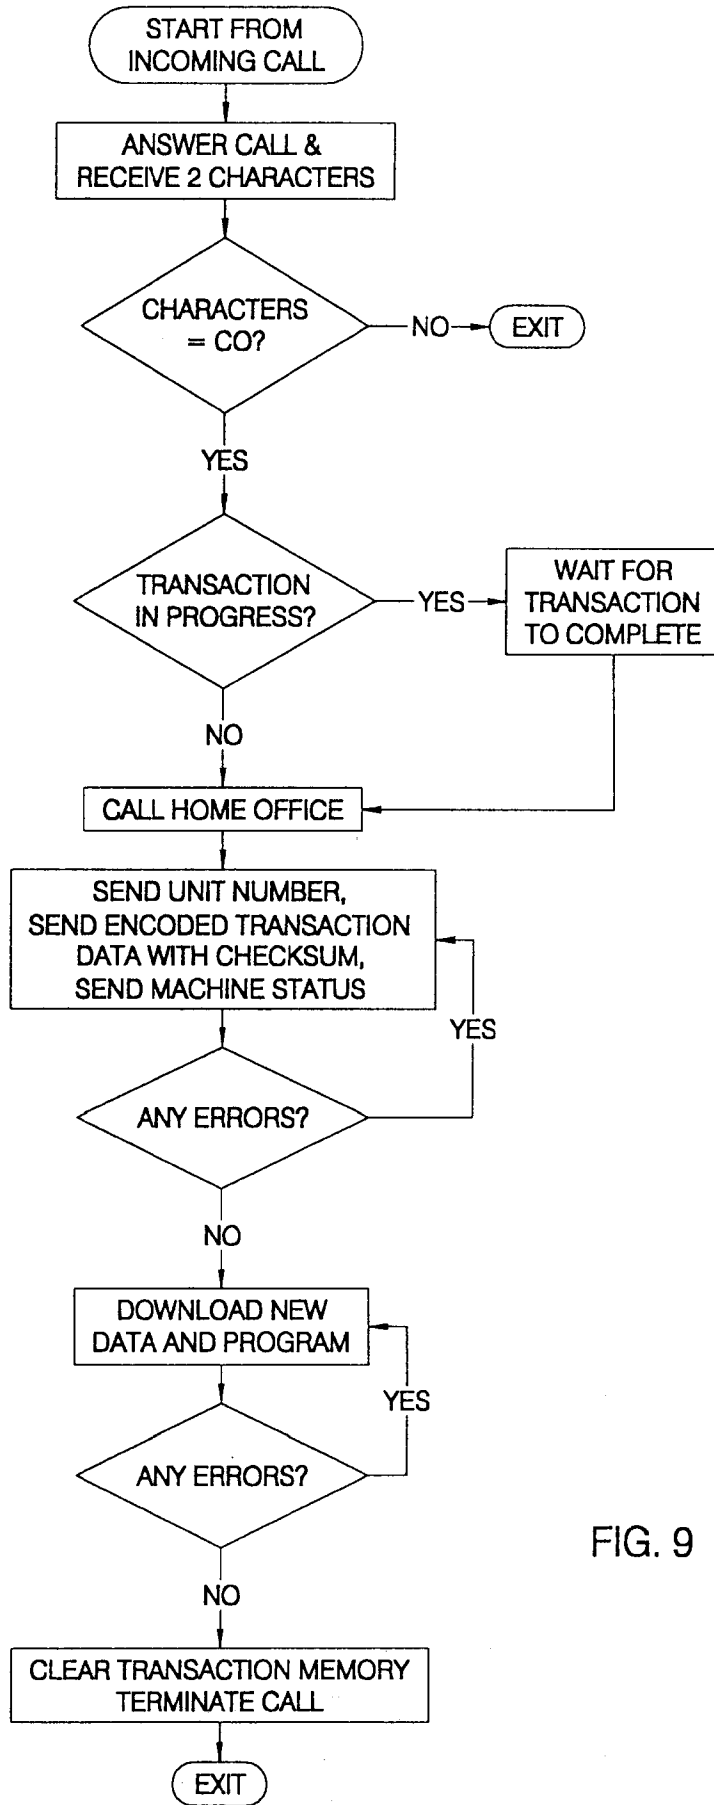 START FROM
INCOMING CALL
ANSWER CALL &
RECEIVE 2 CHARACTERS
CHARACTERS
= CO?
NO
EXIT
YES
TRANSACTION
IN PROGRESS?
YES
WAIT FOR
TRANSACTION
TO COMPLETE
NO
CALL HOME OFFICE
SEND UNIT NUMBER,
SEND ENCODED TRANSACTION
DATA WITH CHECKSUM,
SEND MACHINE STATUS
YES
ANY ERRORS?
NO
DOWNLOAD NEW
DATA AND PROGRAM
YES
ANY ERRORS?
NO
CLEAR TRANSACTION MEMORY
TERMINATE CALL
EXIT
FIG. 9